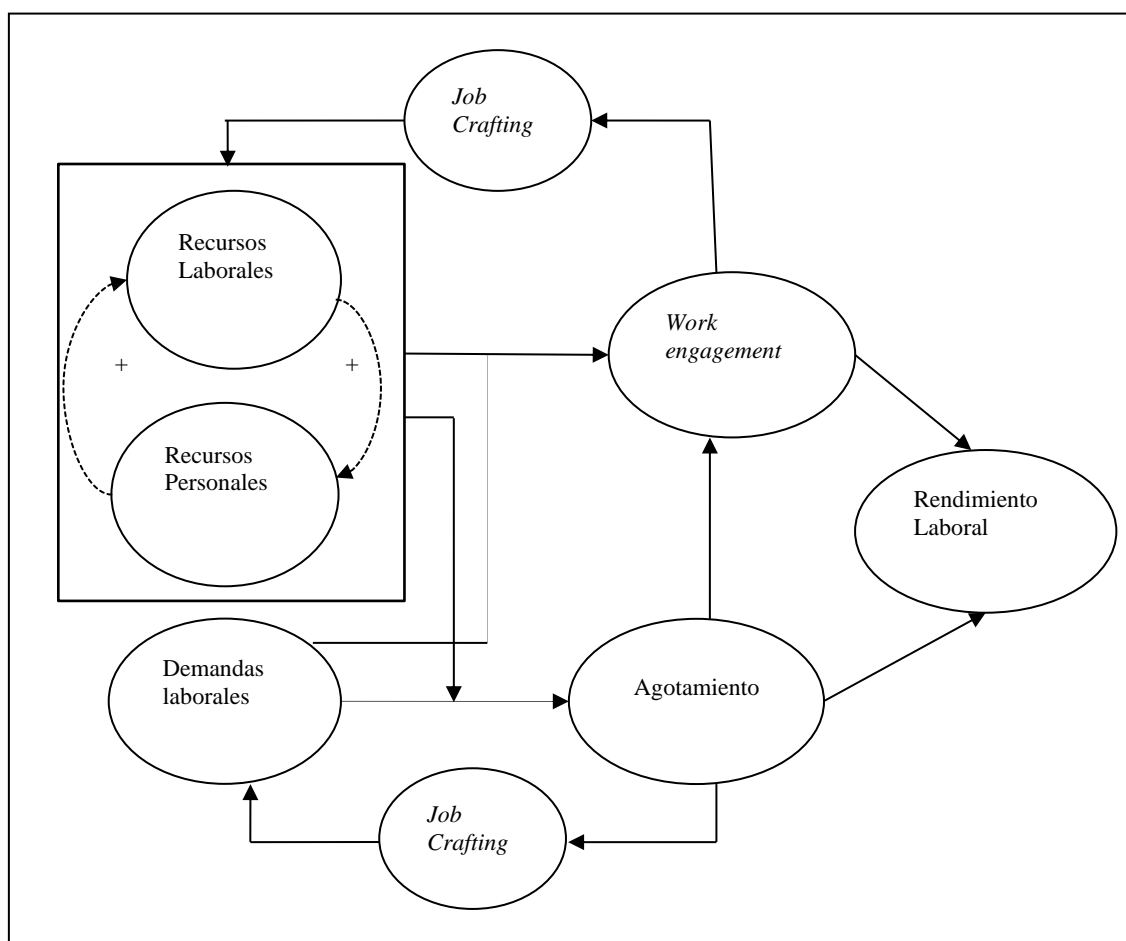 Job
Crafting
Recursos
Laborales
+
+
Recursos
Personales
Work
engagement
Rendimiento
Laboral
Demandas
laborales
Agotamiento
Job
Crafting